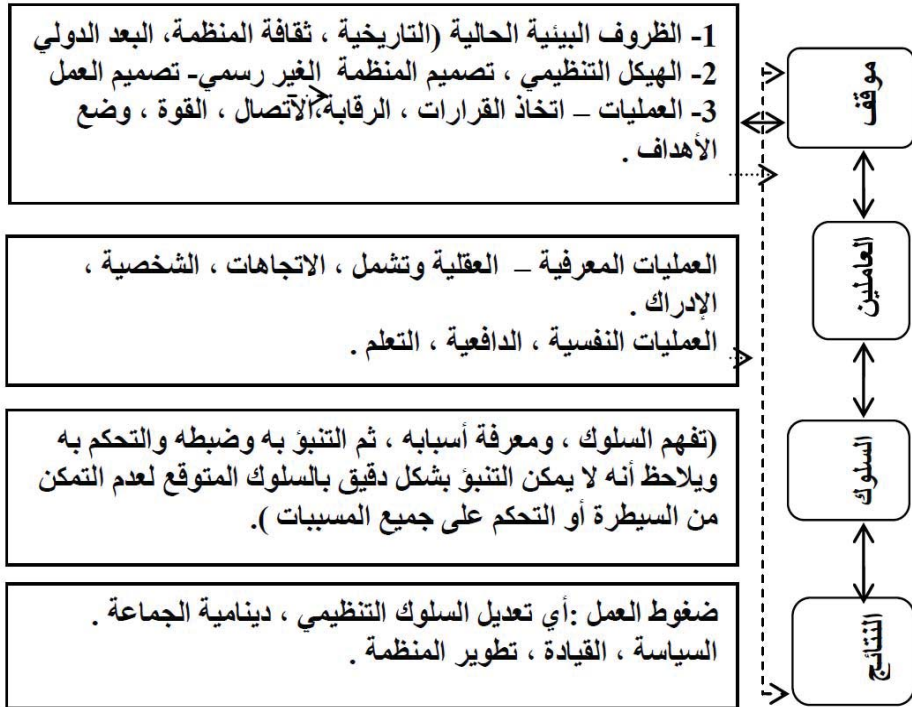 1- الظروف البيئية الحالية (التاريخية ، ثقافة المنظمة، البعد الدولي
2- الهيكل التنظيمي ، تصميم المنظمة الغير رسمي- تصميم العمل
3- العمليات – اتخاذ القرارات ، الرقابة،الاتصال ، القوة ، وضع
الأهداف .
موقف
العمليات المعرفية – العقلية وتشمل ، الاتجاهات ، الشخصية ،
الإدراك .
العمليات النفسية ، الدافعية ، التعلم .
العاملين
(تفهم السلوك ، ومعرفة أسبابه ، ثم التنبؤ به وضبطه والتحكم به
ويلاحظ أنه لا يمكن التنبؤ بشكل دقيق بالسلوك المتوقع لعدم التمكن
من السيطرة أو التحكم على جميع المسببات ).
السلوك
ضغوط العمل :أي تعديل السلوك التنظيمي ، دينامية الجماعة .
السياسة ، القيادة ، تطوير المنظمة .
النتائج